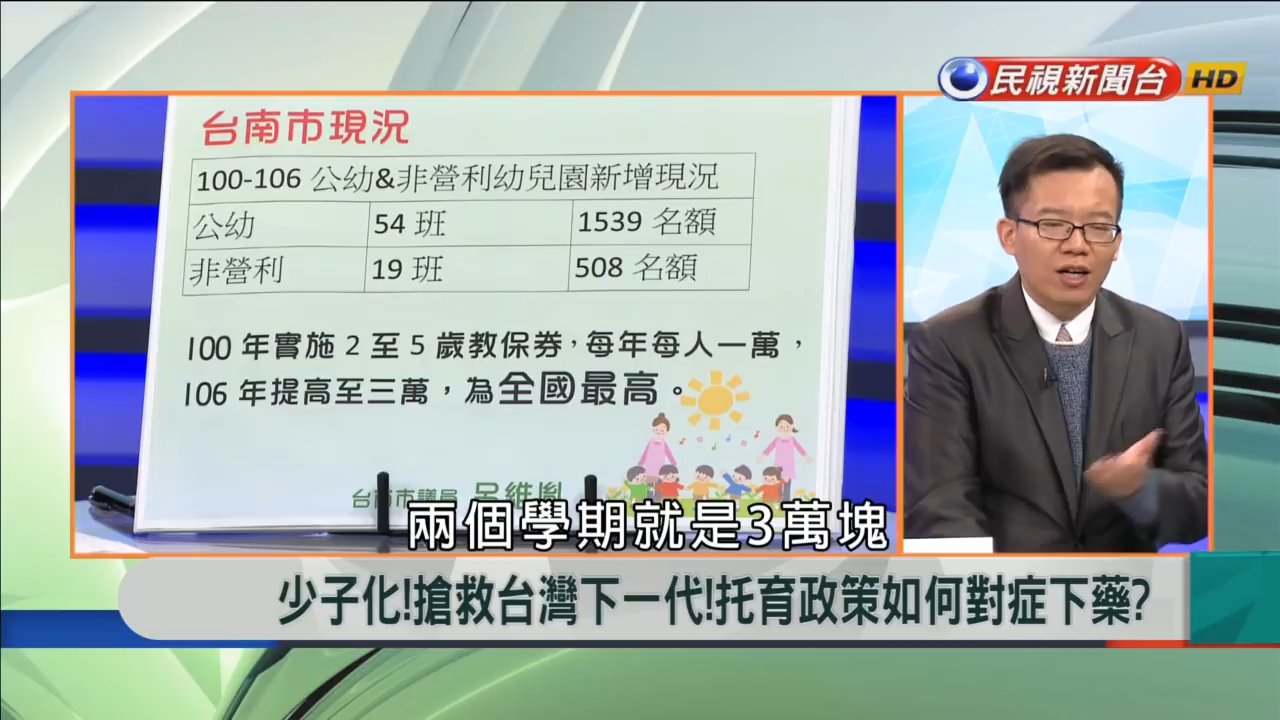 民視新聞台 HD
台南市現況
100-106 公幼&非營利幼兒園新增現況
公幼 54 班 1539 名額
非營利 19 班 508 名額
100 年實施 2 至 5 歲教保券，每年每人一萬，
106 年提高至三萬，為全國最高。
台南市議員 呂維胤
兩個學期就是3萬塊
少子化!搶救台灣下一代!托育政策如何對症下藥?